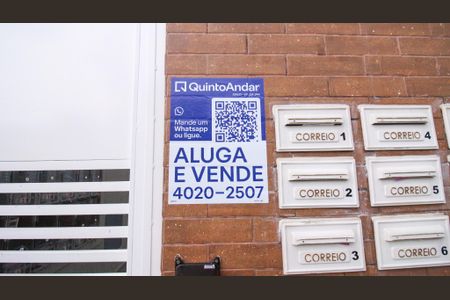 QuintoAndar
Mande um
Whatsapp
ou ligue.
ALUGA
E VENDE
4020-2507
CORREIO 1
CORREIO 4
CORREIO 2
CORREIO 5
CORREIO 3
CORREIO 6